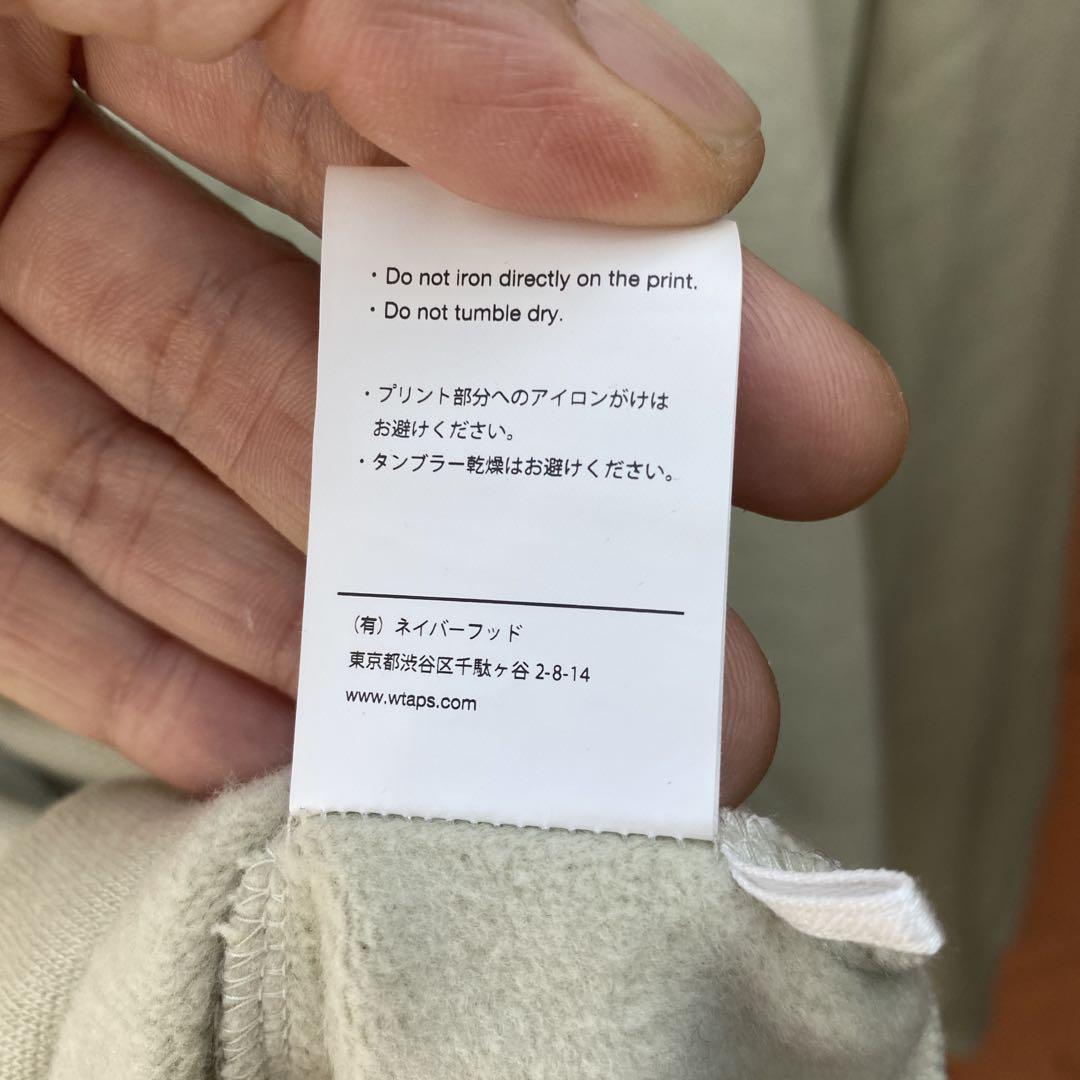 ・Do not iron directly on the print.
・Do not tumble dry.
・プリント部分へのアイロンがけは
お避けください。
・タンブラー乾燥はお避けください。
（有）ネイバーフッド
東京都渋谷区千駄ヶ谷 2-8-14
www.wtaps.com